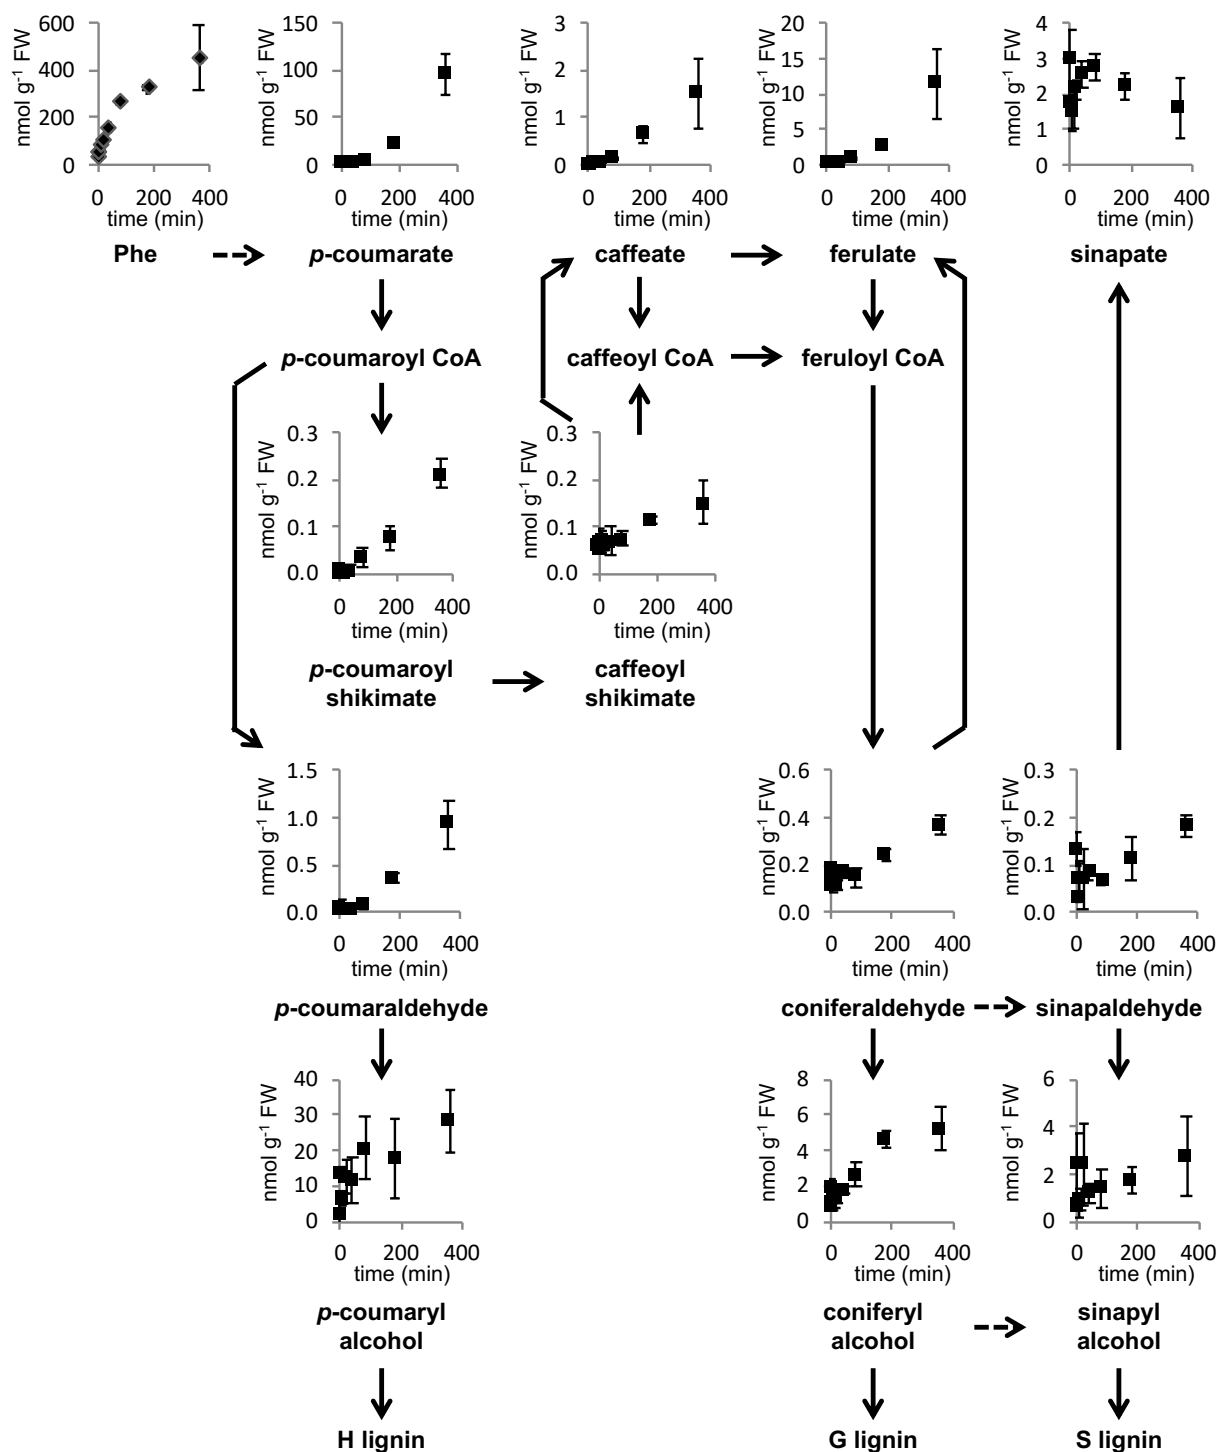 600
400
200
0
nmol g⁻¹ FW
0 200 400
time (min)
150
100
50
0
nmol g⁻¹ FW
0 200 400
time (min)
3
2
1
0
nmol g⁻¹ FW
0 200 400
time (min)
20
15
10
5
0
nmol g⁻¹ FW
0 200 400
time (min)
4
3
2
1
0
nmol g⁻¹ FW
0 200 400
time (min)
Phe
p-coumarate
caffeate
ferulate
sinapate
p-coumaroyl CoA
caffeoyl CoA
feruloyl CoA
0.3
0.2
0.1
0.0
nmol g⁻¹ FW
0 200 400
time (min)
0.3
0.2
0.1
0.0
nmol g⁻¹ FW
0 200 400
time (min)
p-coumaroyl
shikimate
caffeoyl
shikimate
1.5
1.0
0.5
0.0
nmol g⁻¹ FW
0 200 400
time (min)
0.6
0.4
0.2
0.0
nmol g⁻¹ FW
0 200 400
time (min)
0.3
0.2
0.1
0.0
nmol g⁻¹ FW
0 200 400
time (min)
p-coumaraldehyde
coniferaldehyde
sinapaldehyde
40
30
20
10
0
nmol g⁻¹ FW
0 200 400
time (min)
8
6
4
2
0
nmol g⁻¹ FW
0 200 400
time (min)
6
4
2
0
nmol g⁻¹ FW
0 200 400
time (min)
p-coumaryl
alcohol
coniferyl
alcohol
sinapyl
alcohol
H lignin
G lignin
S lignin